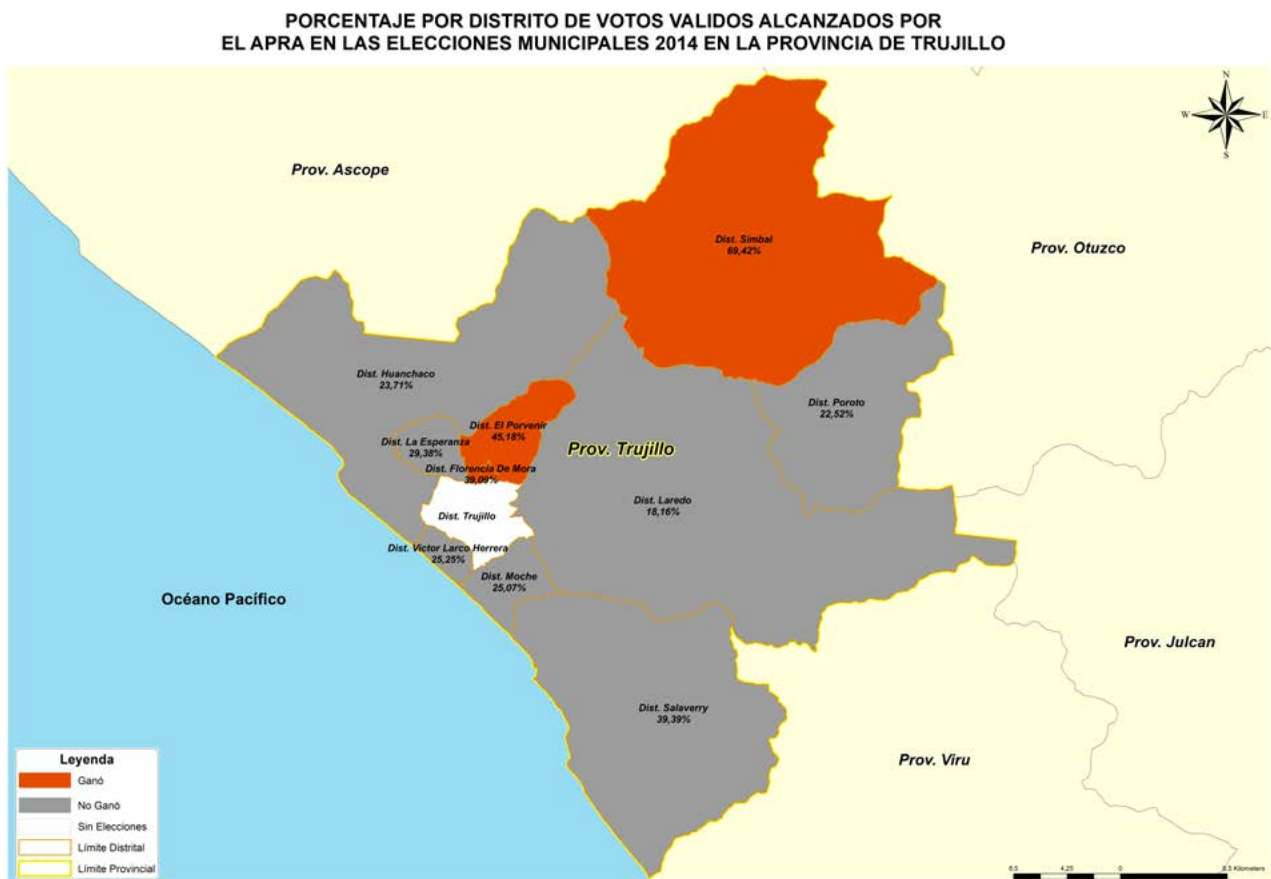 PORCENTAJE POR DISTRITO DE VOTOS VALIDOS ALCANZADOS POR
EL APRA EN LAS ELECCIONES MUNICIPALES 2014 EN LA PROVINCIA DE TRUJILLO
N
W
E
S
Prov. Ascope
Dist. Simbal
69,42%
Prov. Otuzco
Dist. Huanchaco
23,71%
Dist. Poroto
22,52%
Dist. El Porvenir
45,18%
Dist. La Esperanza
29,38%
Prov. Trujillo
Dist. Florencia De Mora
39,09%
Dist. Laredo
18,16%
Dist. Trujillo
Dist. Victor Larco Herrera
25,25%
Dist. Moche
25,07%
Océano Pacífico
Prov. Julcan
Dist. Salaverry
39,39%
Prov. Viru
Leyenda
Ganó
No Ganó
Sin Elecciones
Límite Distrital
Límite Provincial
4.25
0
Kilometers